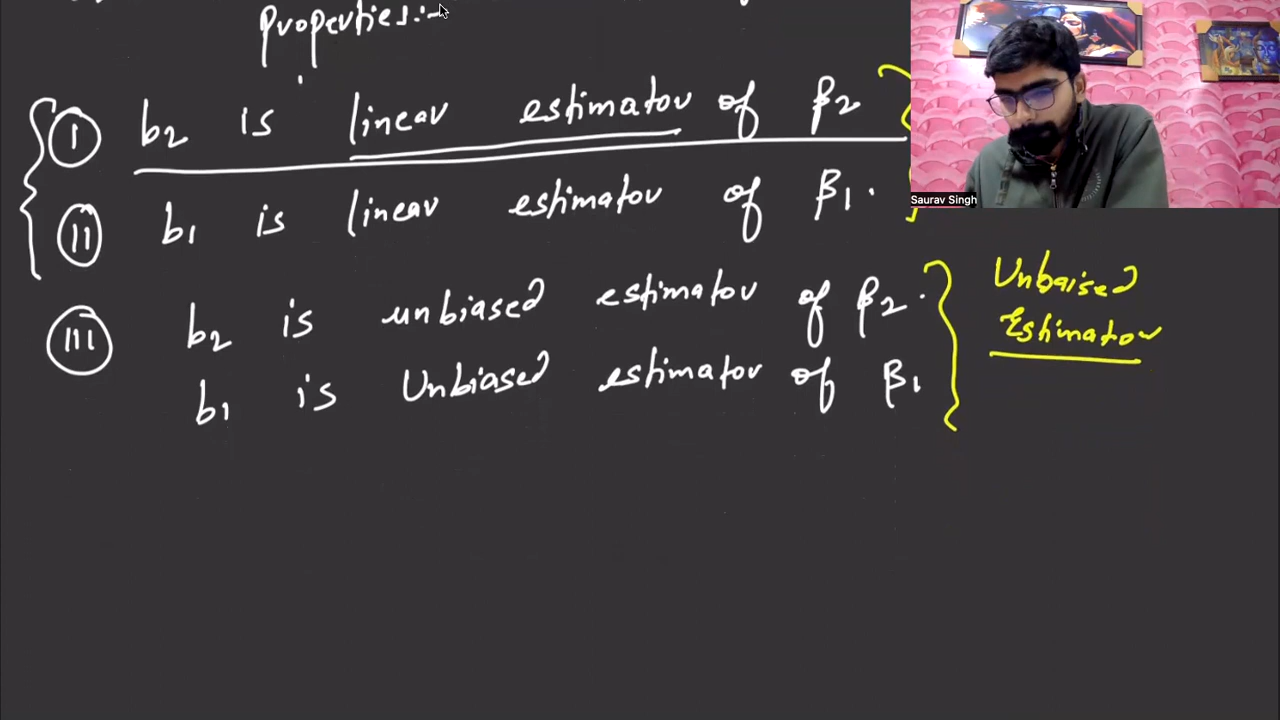 properties:-
I b2 is linear estimator of β2
II b1 is linear estimator of β1.
III b2 is unbiased estimator of β2.
b1 is Unbiased estimator of β1
Unbaised
Estimator
Saurav Singh